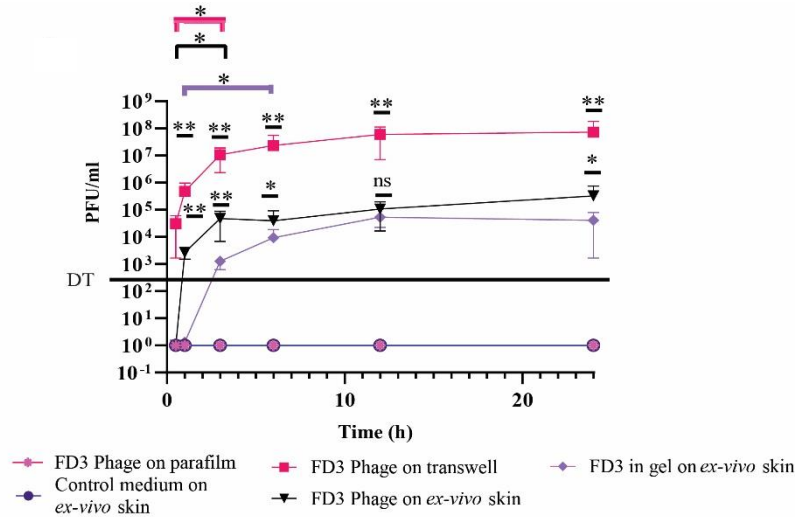 *
*
*
10⁹
10⁸
10⁷
10⁶
10⁵
10⁴
10³
10²
10¹
10⁰
10⁻¹
PFU/ml
DT
** ** ** ** **
** ** * ns *
0 10 20
Time (h)
FD3 Phage on parafilm
Control medium on
ex-vivo skin
FD3 Phage on transwell
FD3 Phage on ex-vivo skin
FD3 in gel on ex-vivo skin